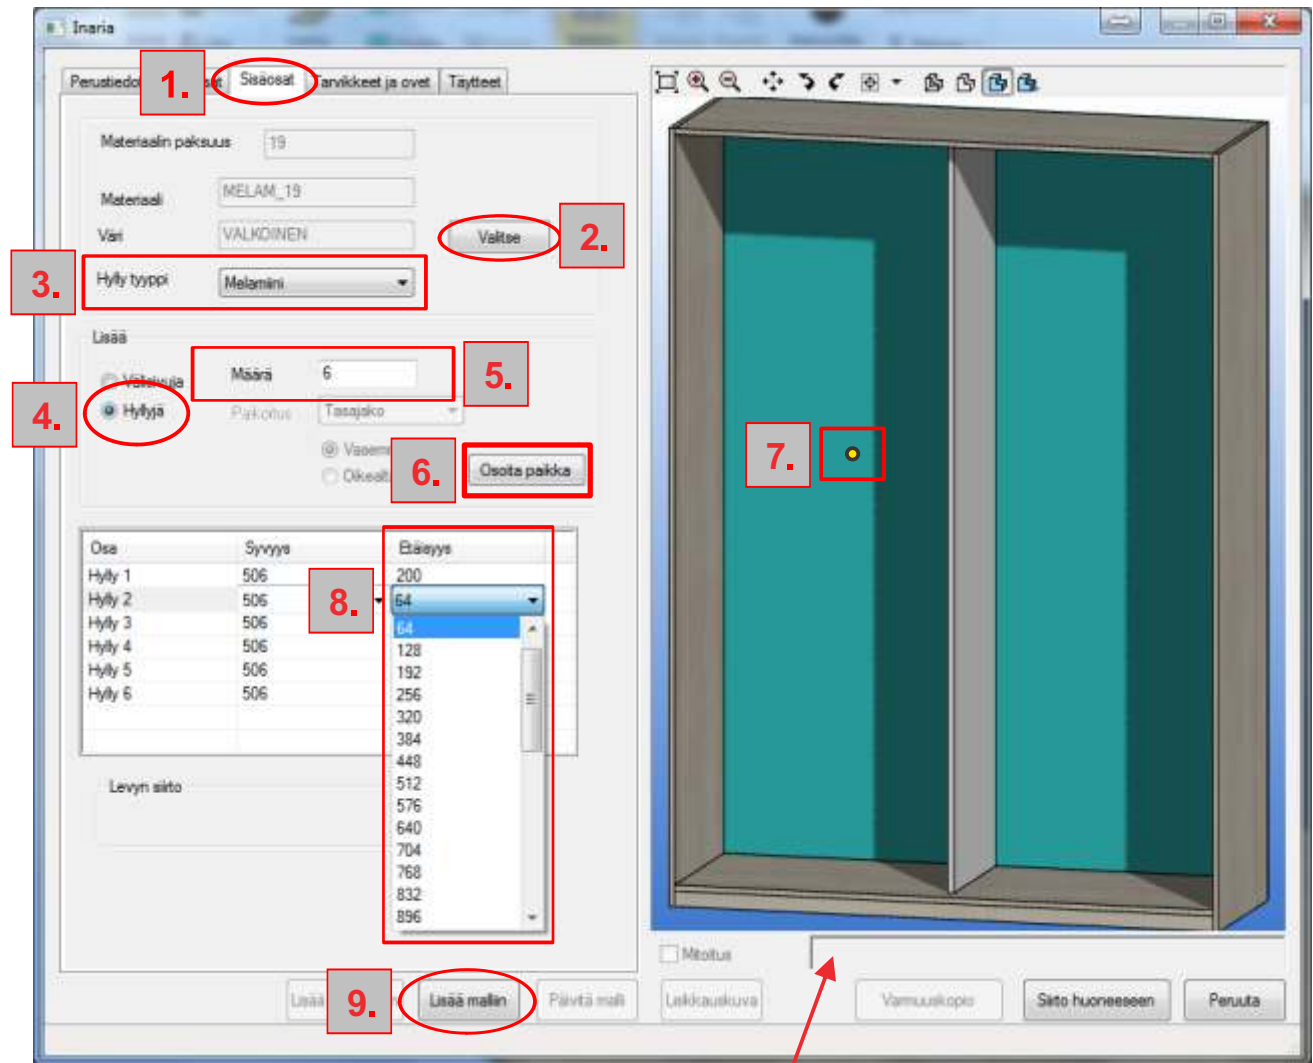 Inaria
1.
Sisäosat
Tarvikkeet ja ovet
Täytteet
Materiaalin paksuus
19
Materiaali
MELAM_19
Väri
VALKOINEN
Valitse
2.
3.
Hylly tyyppi
Melamiini
Lisää
Välisivuja
Määrä
6
5.
4.
Hyllyjä
Paikoitus
Tasajako
6.
Osoita paikka
7.
Osa
Syvyys
Etäisyys
Hylly 1
506
200
Hylly 2
506
8.
64
Hylly 3
506
64
Hylly 4
506
128
Hylly 5
506
192
Hylly 6
506
256
320
384
448
512
576
640
704
768
832
896
Levyn siirto
Mitoitus
9.
Lisää malliin
Päivitä malli
Leikkauskuva
Varmuuskopio
Siirto huoneeseen
Peruuta